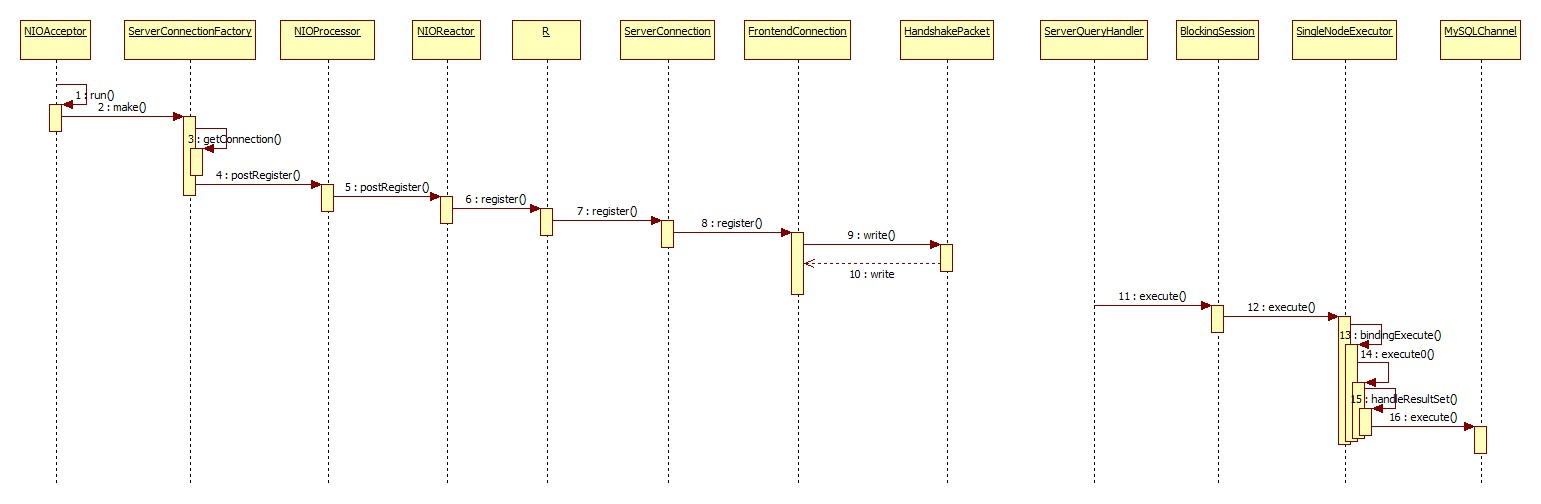 NIOAcceptor
ServerConnectionFactory
NIOProcessor
NIOReactor
R
ServerConnection
FrontendConnection
HandshakePacket
ServerQueryHandler
BlockingSession
SingleNodeExecutor
MySQLChannel
1 : run()
2 : make()
3 : getConnection()
4 : postRegister()
5 : postRegister()
6 : register()
7 : register()
8 : register()
9 : write()
10 : write
11 : execute()
12 : execute()
13 : bindingExecute()
14 : execute0()
15 : handleResultSet()
16 : execute()